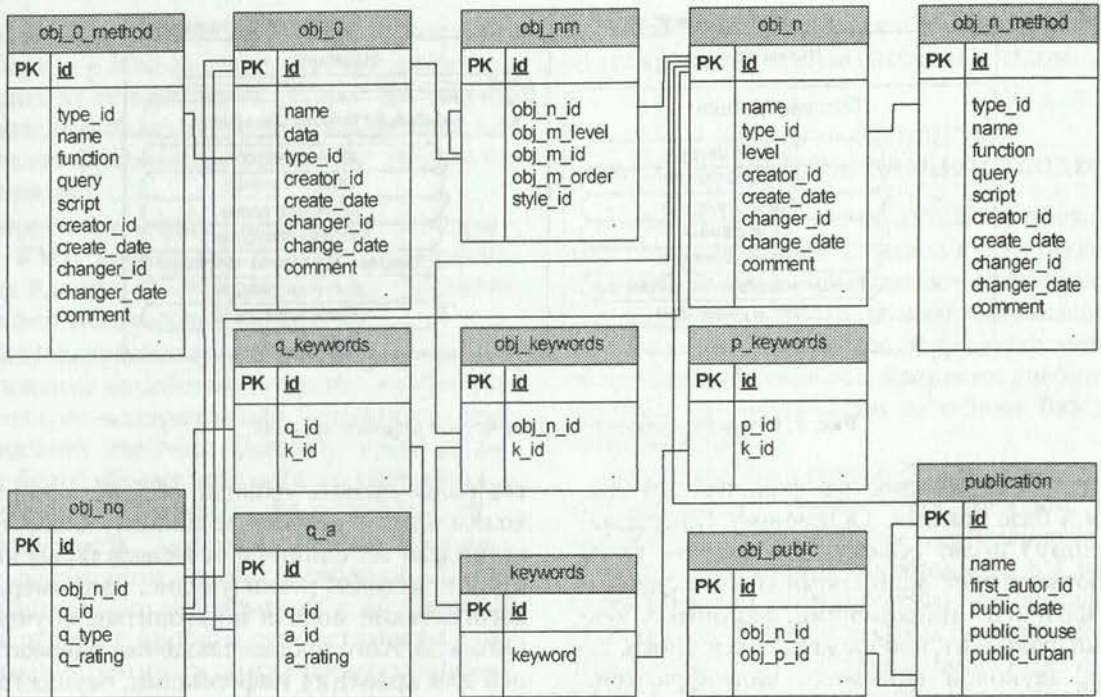 obj_0_method
PK id
type_id
name
function
query
script
creator_id
create_date
changer_id
changer_date
comment
obj_0
PK id
name
data
type_id
creator_id
create_date
changer_id
change_date
comment
obj_nm
PK id
obj_n_id
obj_m_level
obj_m_id
obj_m_order
style_id
obj_n
PK id
name
type_id
level
creator_id
create_date
changer_id
change_date
comment
obj_n_method
PK id
type_id
name
function
query
script
creator_id
create_date
changer_id
changer_date
comment
q_keywords
PK id
q_id
k_id
obj_keywords
PK id
obj_n_id
k_id
p_keywords
PK id
p_id
k_id
obj_nq
PK id
obj_n_id
q_id
q_type
q_rating
q_a
PK id
q_id
a_id
a_rating
keywords
PK id
keyword
obj_public
PK id
obj_n_id
obj_p_id
publication
PK id
name
first_autor_id
public_date
public_house
public_urban